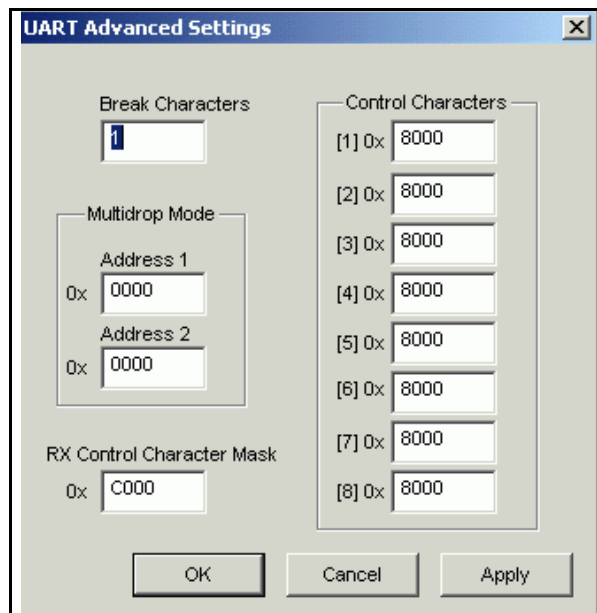 UART Advanced Settings
Break Characters
1
Multidrop Mode
Address 1
0x 0000
Address 2
0x 0000
RX Control Character Mask
0x C000
Control Characters
[1] 0x 8000
[2] 0x 8000
[3] 0x 8000
[4] 0x 8000
[5] 0x 8000
[6] 0x 8000
[7] 0x 8000
[8] 0x 8000
OK Cancel Apply